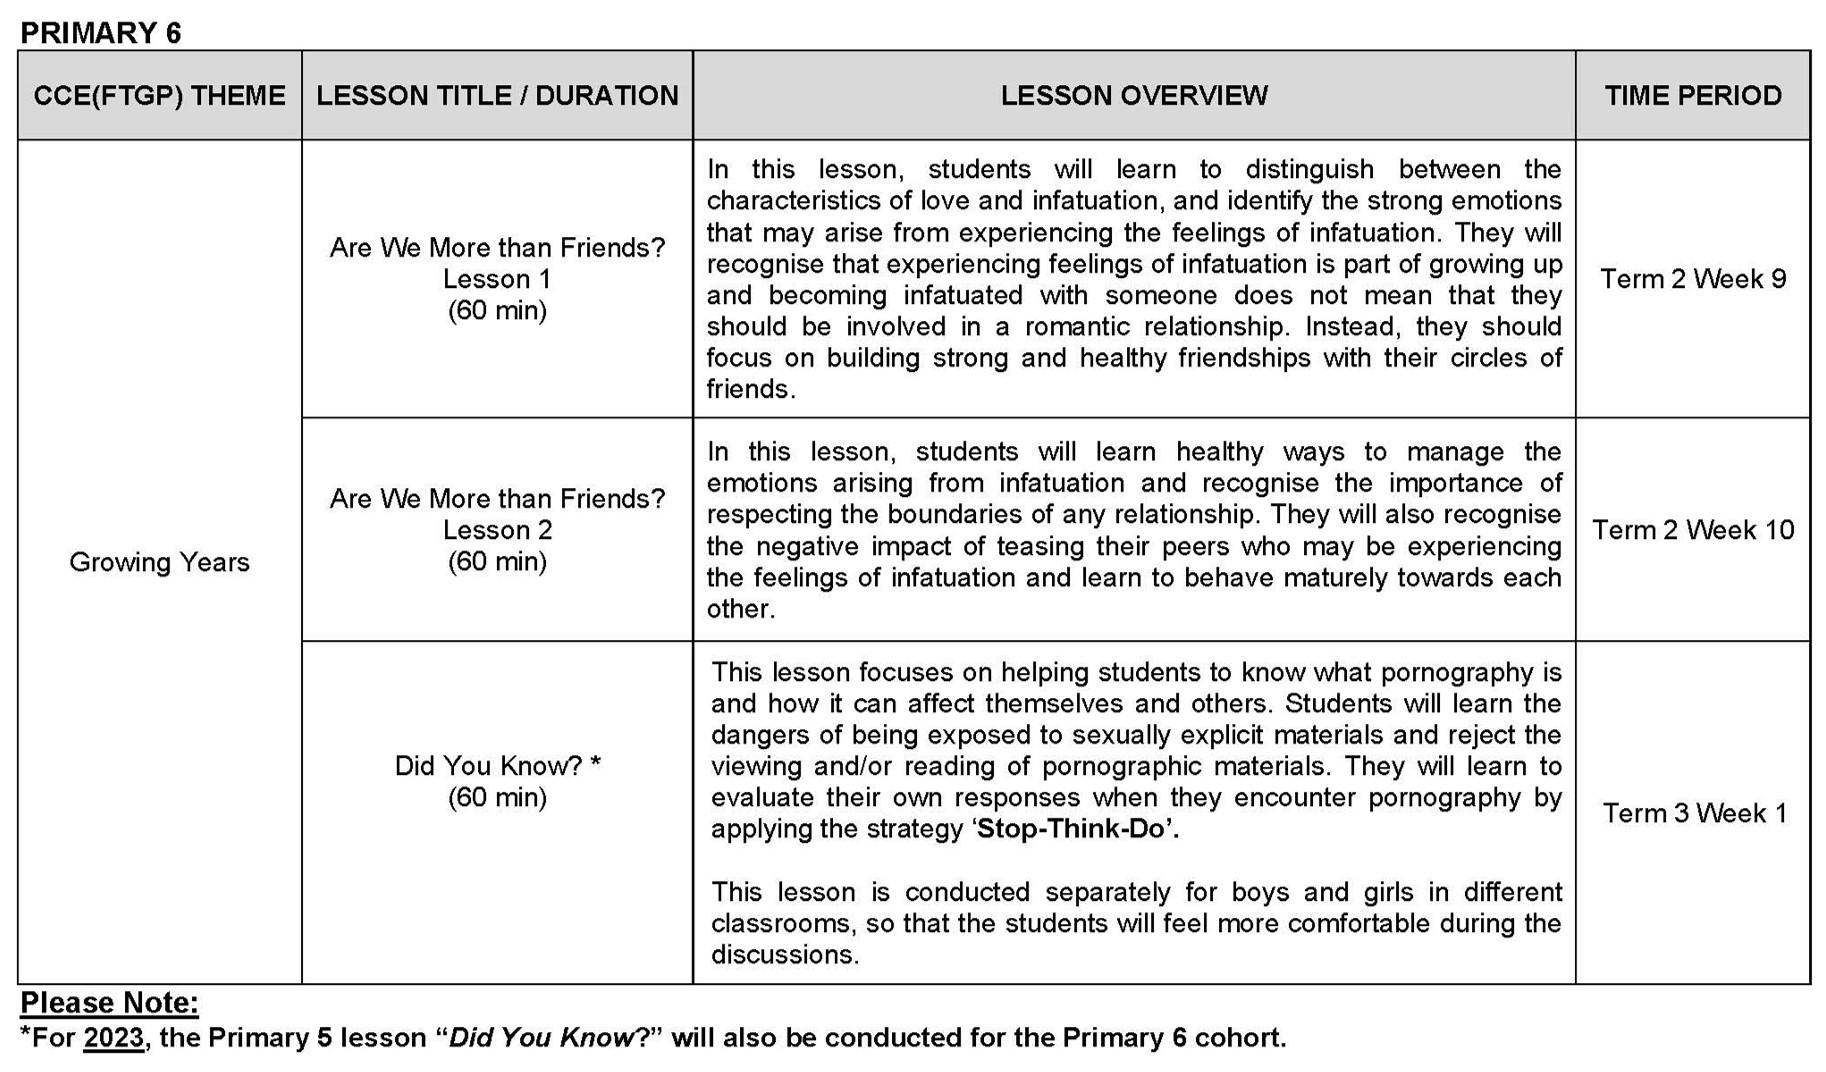 PRIMARY 6
CCE(FTGP) THEME
LESSON TITLE / DURATION
LESSON OVERVIEW
TIME PERIOD
Growing Years
Are We More than Friends?
Lesson 1
(60 min)
In this lesson, students will learn to distinguish between the
characteristics of love and infatuation, and identify the strong emotions
that may arise from experiencing the feelings of infatuation. They will
recognise that experiencing feelings of infatuation is part of growing up
and becoming infatuated with someone does not mean that they
should be involved in a romantic relationship. Instead, they should
focus on building strong and healthy friendships with their circles of
friends.
Term 2 Week 9
Are We More than Friends?
Lesson 2
(60 min)
In this lesson, students will learn healthy ways to manage the
emotions arising from infatuation and recognise the importance of
respecting the boundaries of any relationship. They will also recognise
the negative impact of teasing their peers who may be experiencing
the feelings of infatuation and learn to behave maturely towards each
other.
Term 2 Week 10
Did You Know? *
(60 min)
This lesson focuses on helping students to know what pornography is
and how it can affect themselves and others. Students will learn the
dangers of being exposed to sexually explicit materials and reject the
viewing and/or reading of pornographic materials. They will learn to
evaluate their own responses when they encounter pornography by
applying the strategy ‘Stop-Think-Do’.
This lesson is conducted separately for boys and girls in different
classrooms, so that the students will feel more comfortable during the
discussions.
Term 3 Week 1
Please Note:
*For 2023, the Primary 5 lesson “Did You Know?” will also be conducted for the Primary 6 cohort.